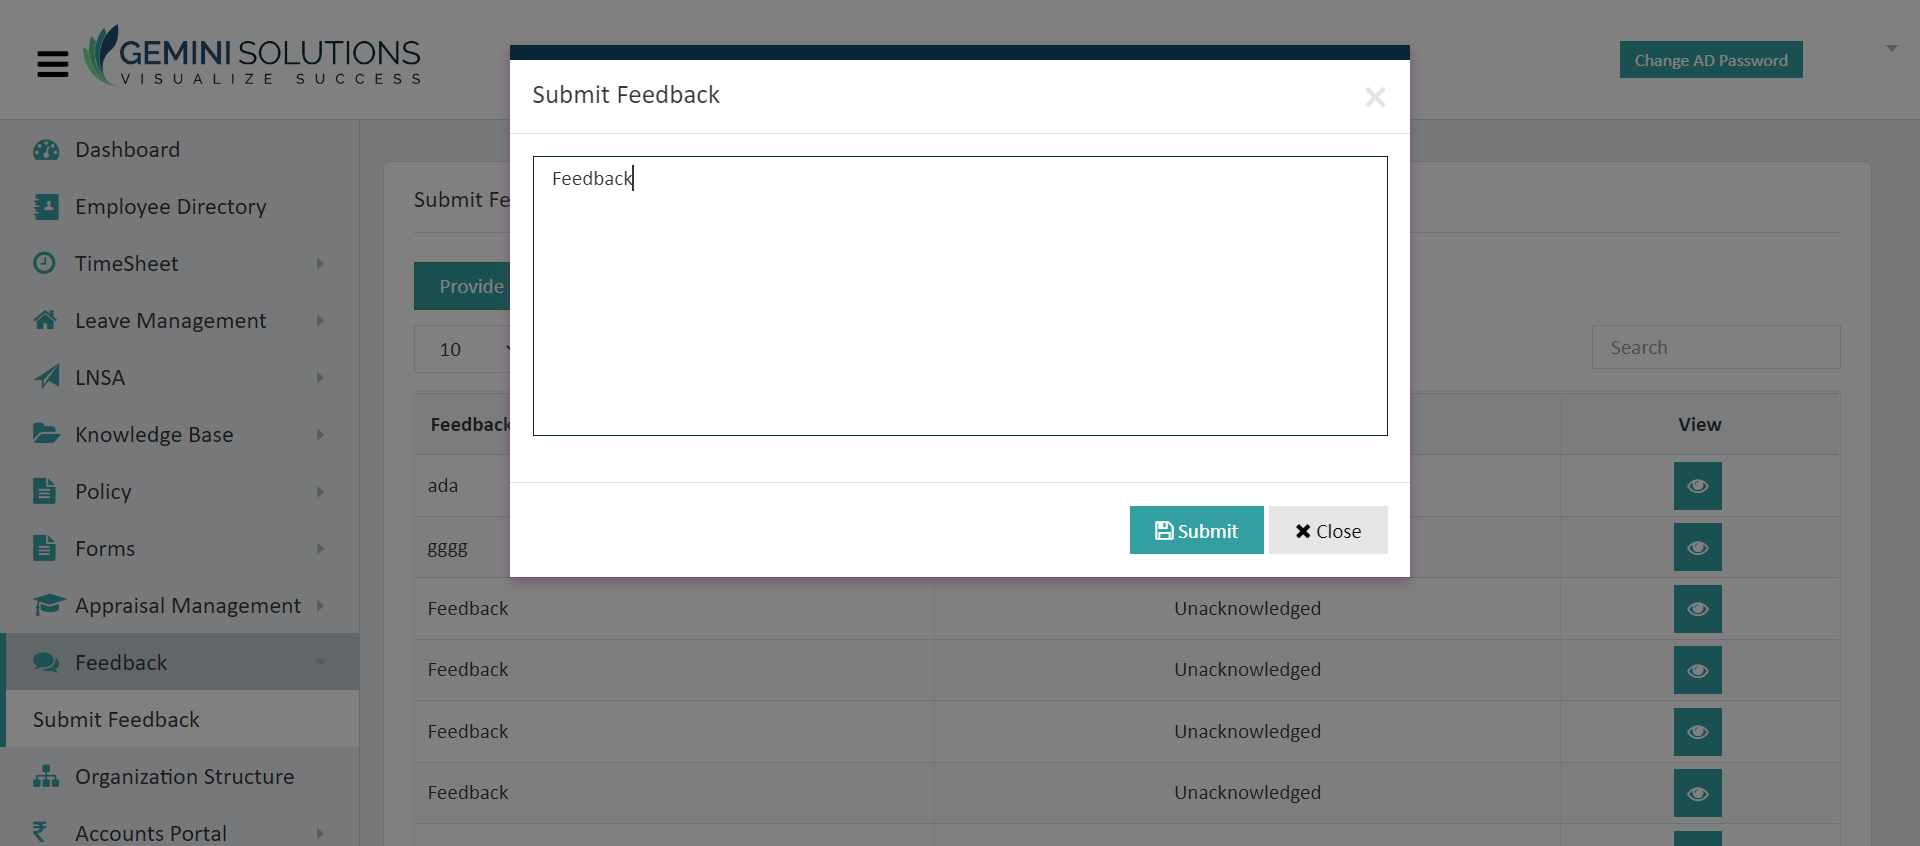 GEMINI SOLUTIONS
VISUALIZE SUCCESS
Change AD Password
Dashboard
Employee Directory
TimeSheet
Leave Management
LNSA
Knowledge Base
Policy
Forms
Appraisal Management
Feedback
Submit Feedback
Organization Structure
Accounts Portal
Submit Feedback
×
Feedback
Submit
Close
Submit Fe
Provide
10
Search
Feedback
View
ada
gggg
Feedback Unacknowledged
Feedback Unacknowledged
Feedback Unacknowledged
Feedback Unacknowledged